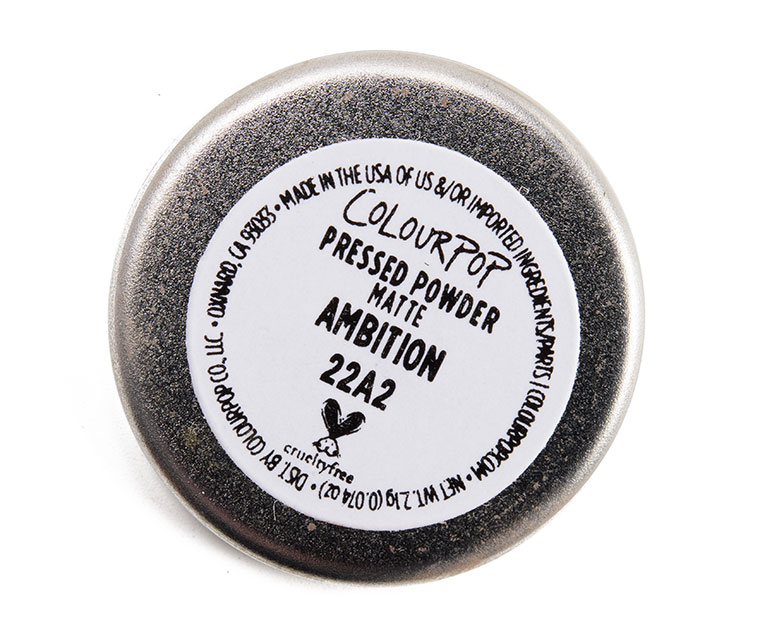 COLOURPOP
PRESSED POWDER
MATTE
AMBITION
22A2
crueltyfree
MADE IN THE USA OF US &/OR IMPORTED INGREDIENTS/PARTS | COLOURPOP.COM • NET WT. 2.1g (0.074 oz) • DIST. BY COLOURPOP CO., LLC • OXNARD, CA 93033 •